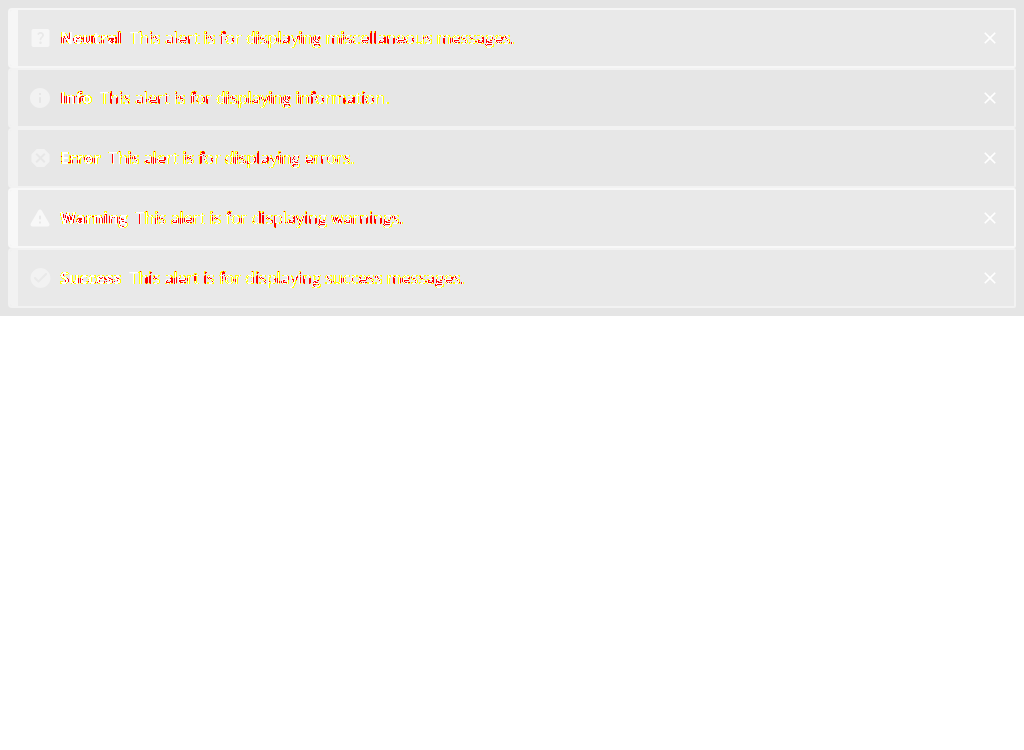 Neutral This alert is for displaying miscellaneous messages.
Info This alert is for displaying information.
Error This alert is for displaying errors.
Warning This alert is for displaying warnings.
Success This alert is for displaying success messages.